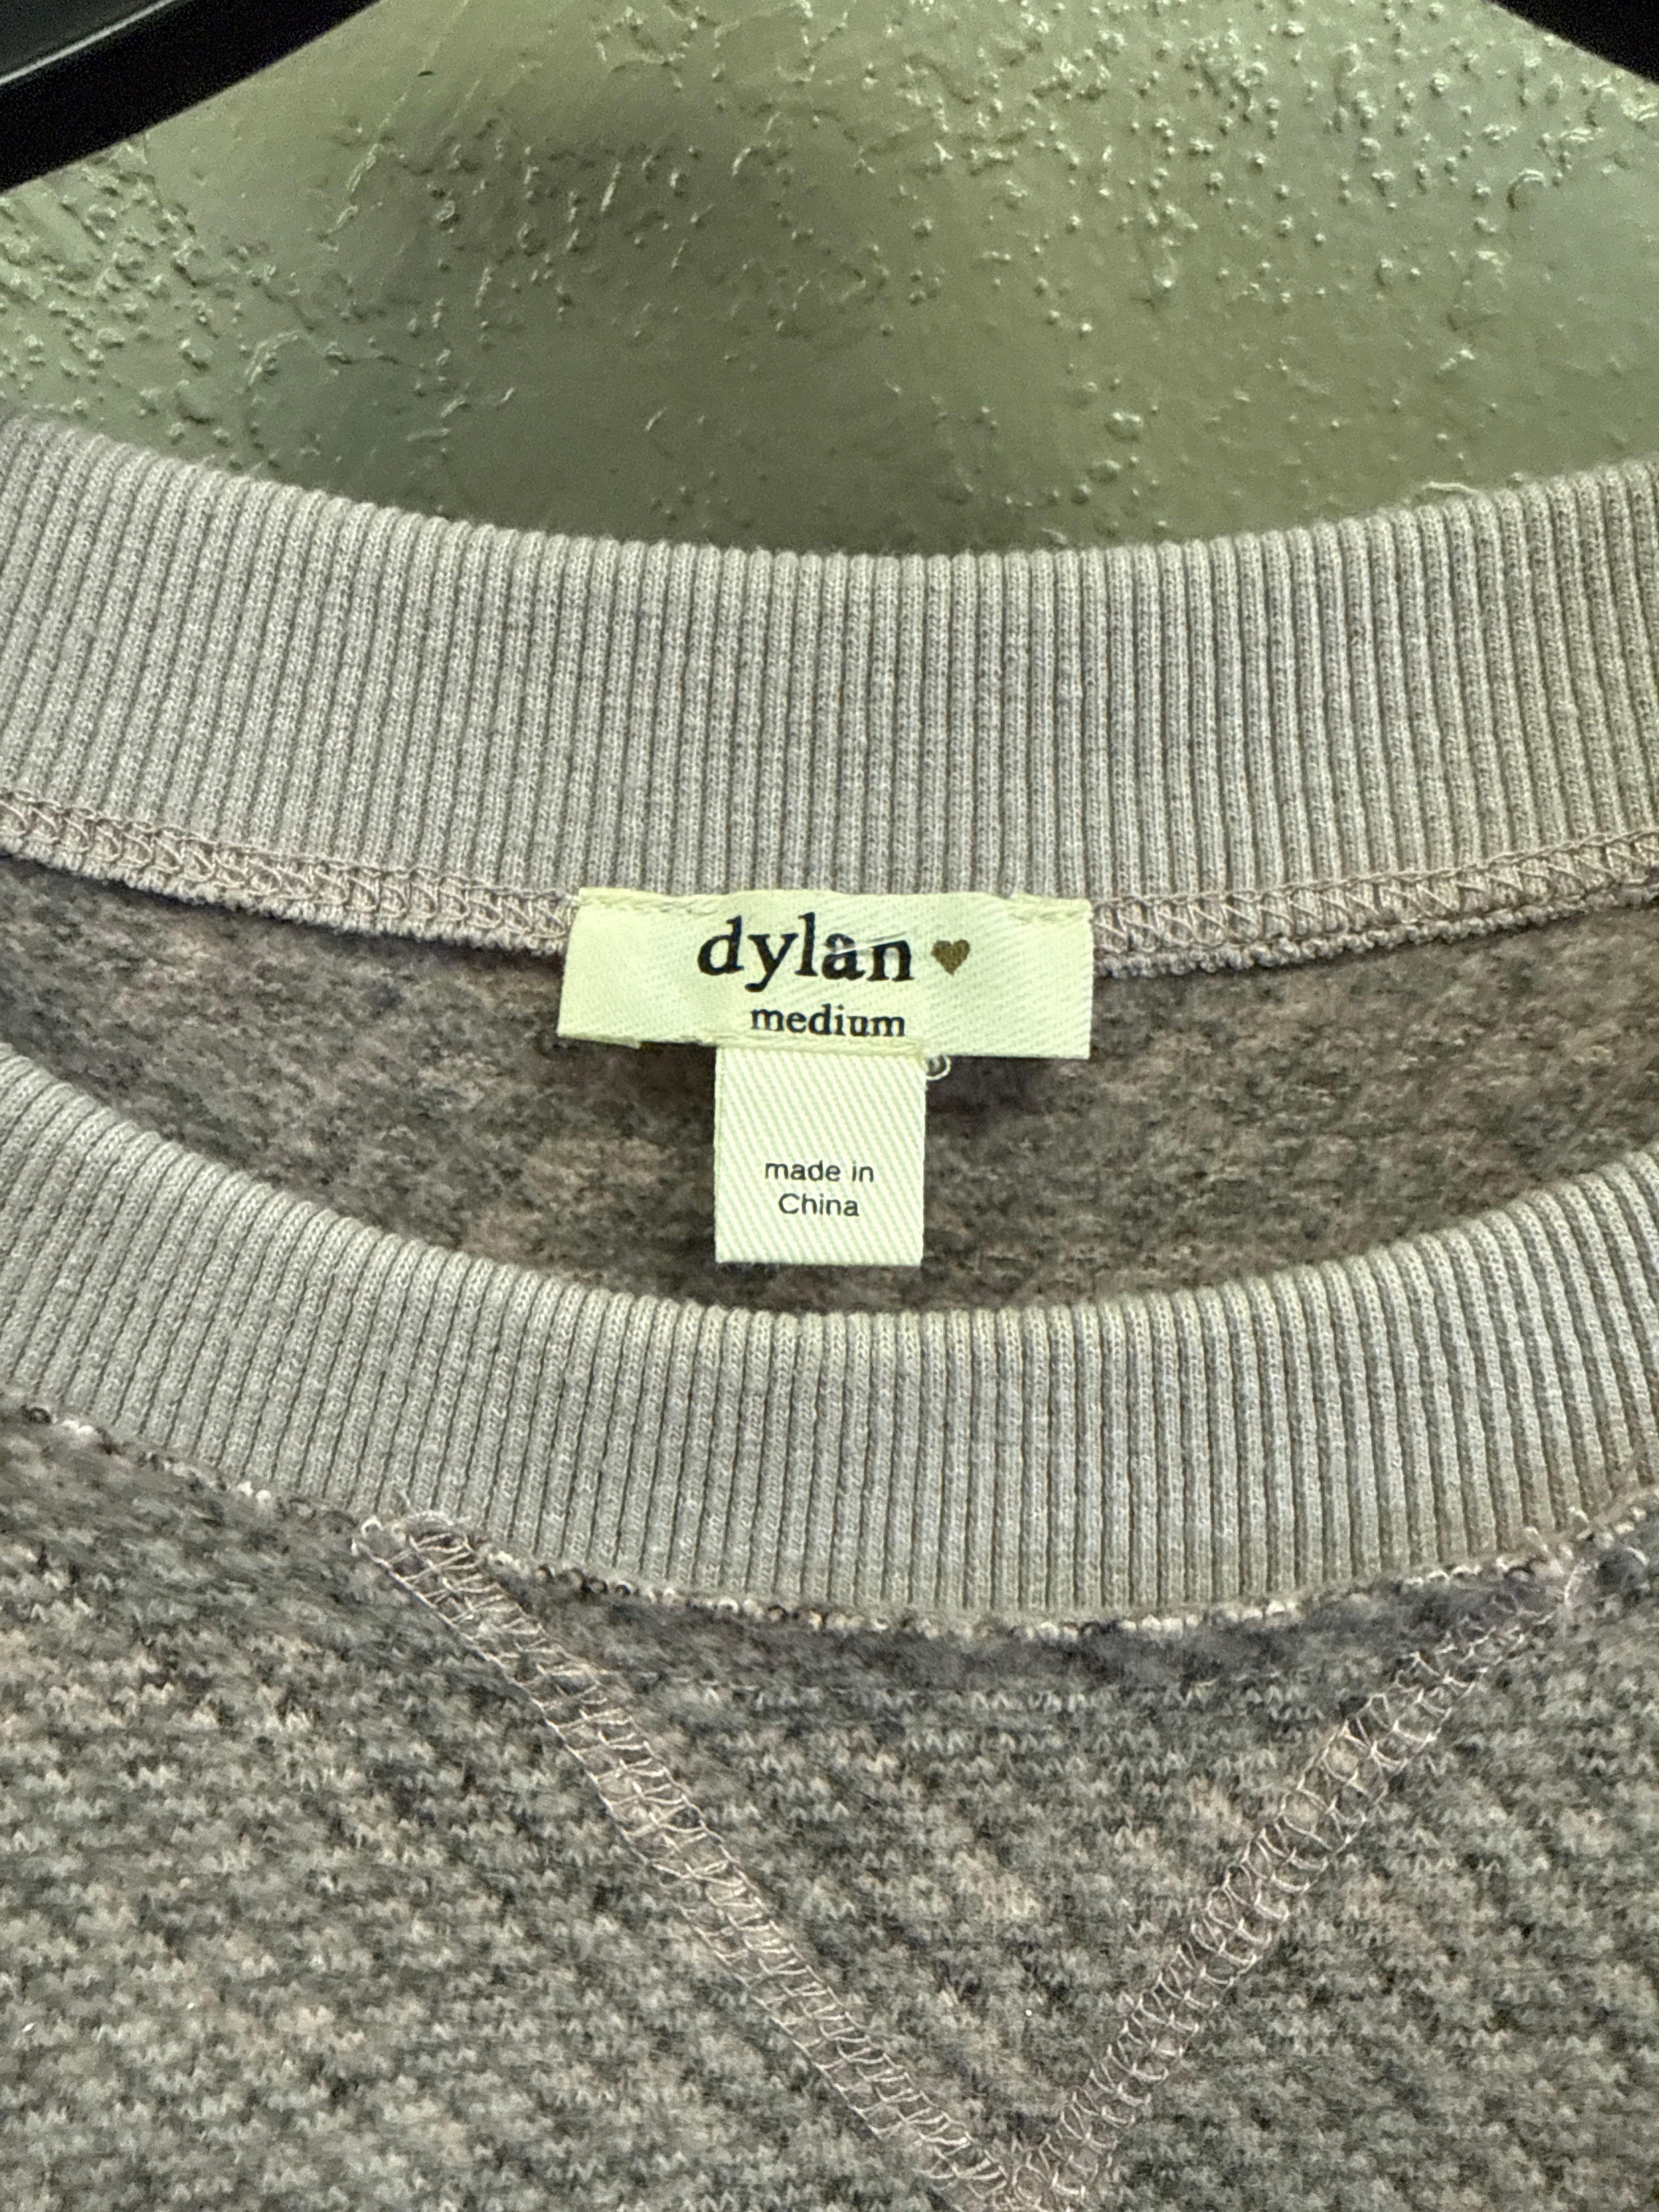 dylan ♥
medium
made in
China